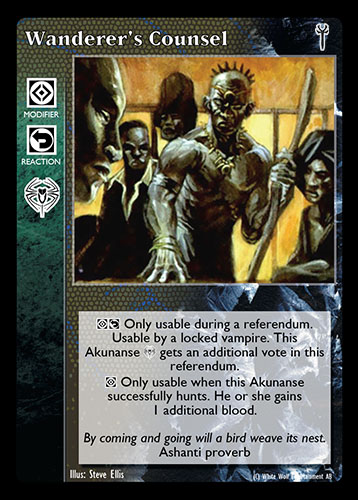 Wanderer's Counsel
MODIFIER
REACTION
Only usable during a referendum.
Usable by a locked vampire. This
Akunanse gets an additional vote in this
referendum.
Only usable when this Akunanse
successfully hunts. He or she gains
1 additional blood.
By coming and going will a bird weave its nest.
Ashanti proverb
Illus: Steve Ellis
(C) White Wolf Entertainment AB